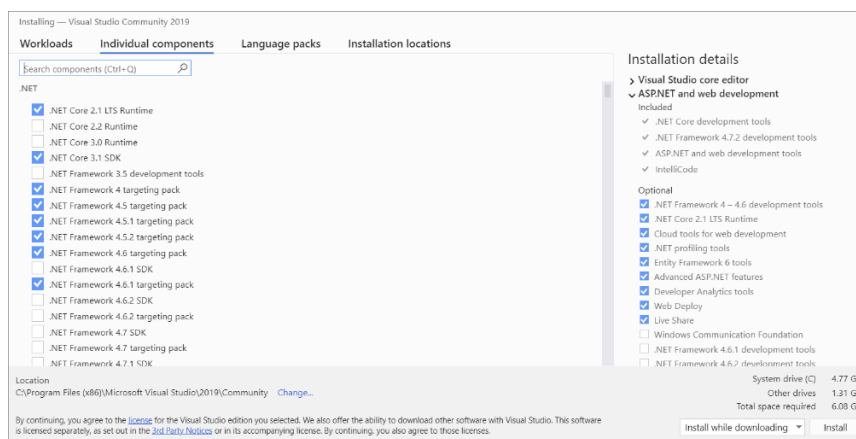 Installing — Visual Studio Community 2019
Workloads Individual components Language packs Installation locations
Search components (Ctrl+Q)
.NET
.NET Core 2.1 LTS Runtime
.NET Core 2.2 Runtime
.NET Core 3.0 Runtime
.NET Core 3.1 SDK
.NET Framework 3.5 development tools
.NET Framework 4 targeting pack
.NET Framework 4.5 targeting pack
.NET Framework 4.5.1 targeting pack
.NET Framework 4.5.2 targeting pack
.NET Framework 4.6 targeting pack
.NET Framework 4.6.1 SDK
.NET Framework 4.6.1 targeting pack
.NET Framework 4.6.2 SDK
.NET Framework 4.6.2 targeting pack
.NET Framework 4.7 SDK
.NET Framework 4.7 targeting pack
.NET Framework 4.7.1 SDK
Installation details
Visual Studio core editor
ASP.NET and web development
Included
.NET Core development tools
.NET Framework 4.7.2 development tools
ASP.NET and web development tools
IntelliCode
Optional
.NET Framework 4 – 4.6 development tools
.NET Core 2.1 LTS Runtime
Cloud tools for web development
.NET profiling tools
Entity Framework 6 tools
Advanced ASP.NET features
Developer Analytics tools
Web Deploy
Live Share
Windows Communication Foundation
.NET Framework 4.6.1 development tools
.NET Framework 4.6.2 development tools
Location
C:\Program Files (x86)\Microsoft Visual Studio\2019\Community Change...
System drive (C) 4.77 G
Other drives 1.31 G
Total space required 6.08 G
By continuing, you agree to the license for the Visual Studio edition you selected. We also offer the ability to download other software with Visual Studio. This software
is licensed separately, as set out in the 3rd Party Notices or in its accompanying license. By continuing, you also agree to those licenses.
Install while downloading Install